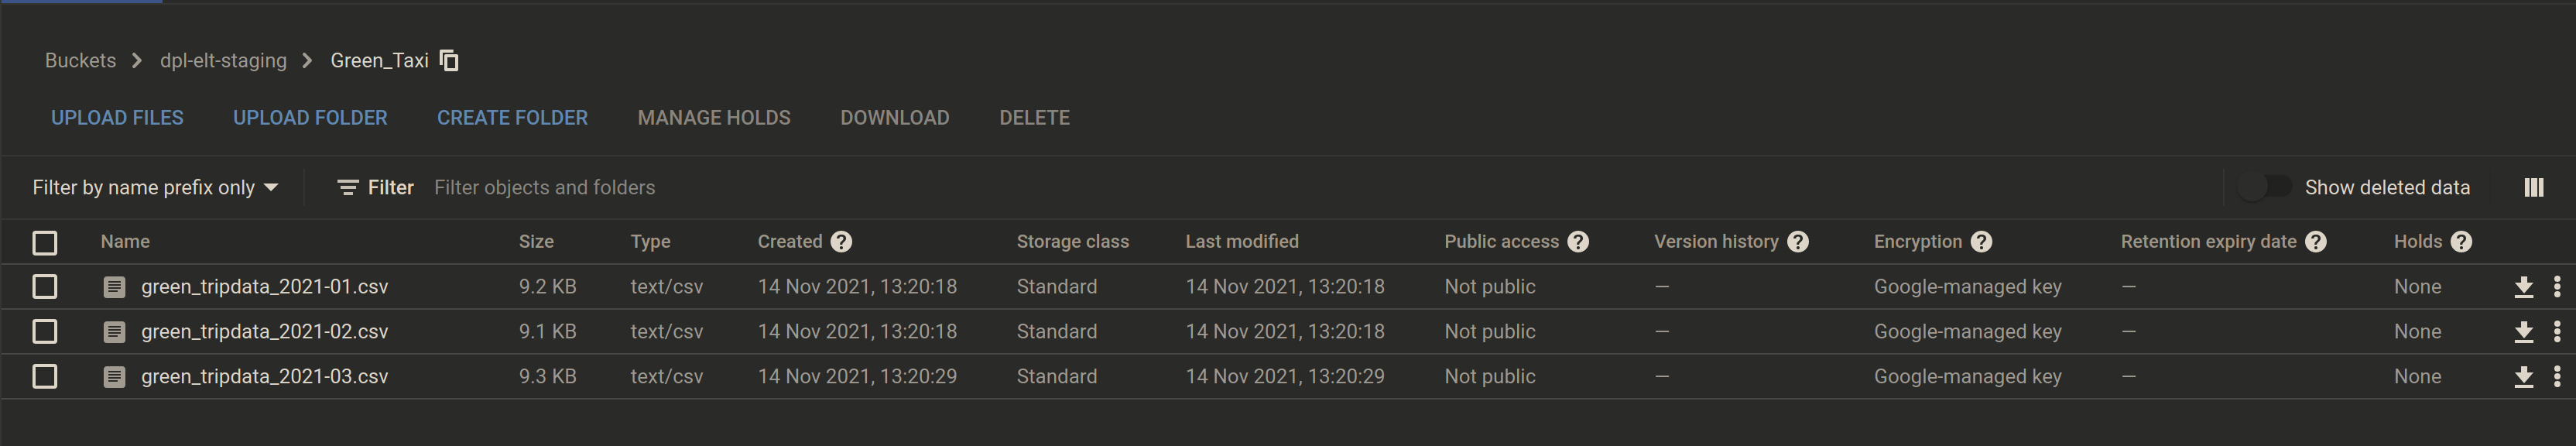 Buckets > dpl-elt-staging > Green_Taxi
UPLOAD FILES UPLOAD FOLDER CREATE FOLDER MANAGE HOLDS DOWNLOAD DELETE
Filter by name prefix only Filter Filter objects and folders Show deleted data
Name Size Type Created ? Storage class Last modified Public access ? Version history ? Encryption ? Retention expiry date ? Holds ?
green_tripdata_2021-01.csv 9.2 KB text/csv 14 Nov 2021, 13:20:18 Standard 14 Nov 2021, 13:20:18 Not public — Google-managed key — None
green_tripdata_2021-02.csv 9.1 KB text/csv 14 Nov 2021, 13:20:18 Standard 14 Nov 2021, 13:20:18 Not public — Google-managed key — None
green_tripdata_2021-03.csv 9.3 KB text/csv 14 Nov 2021, 13:20:29 Standard 14 Nov 2021, 13:20:29 Not public — Google-managed key — None